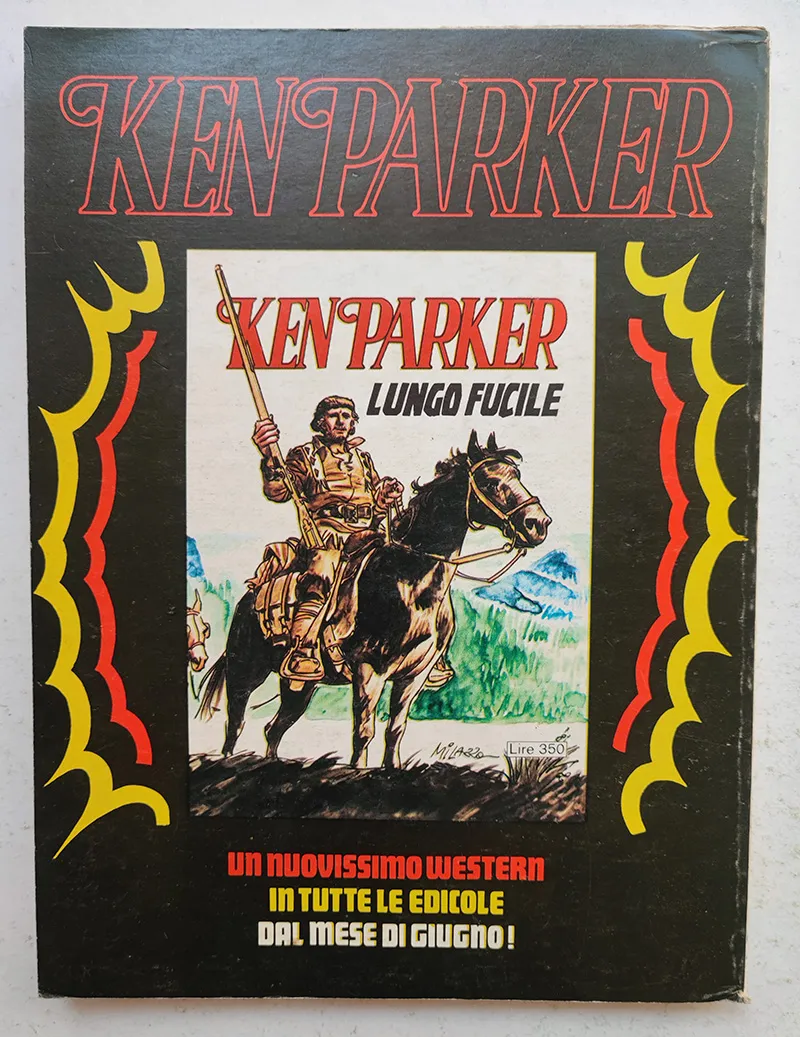 KEN PARKER
KEN PARKER
LUNGO FUCILE
MILAZZO
Lire 350
UN NUOVISSIMO WESTERN
IN TUTTE LE EDICOLE
DAL MESE DI GIUGNO!